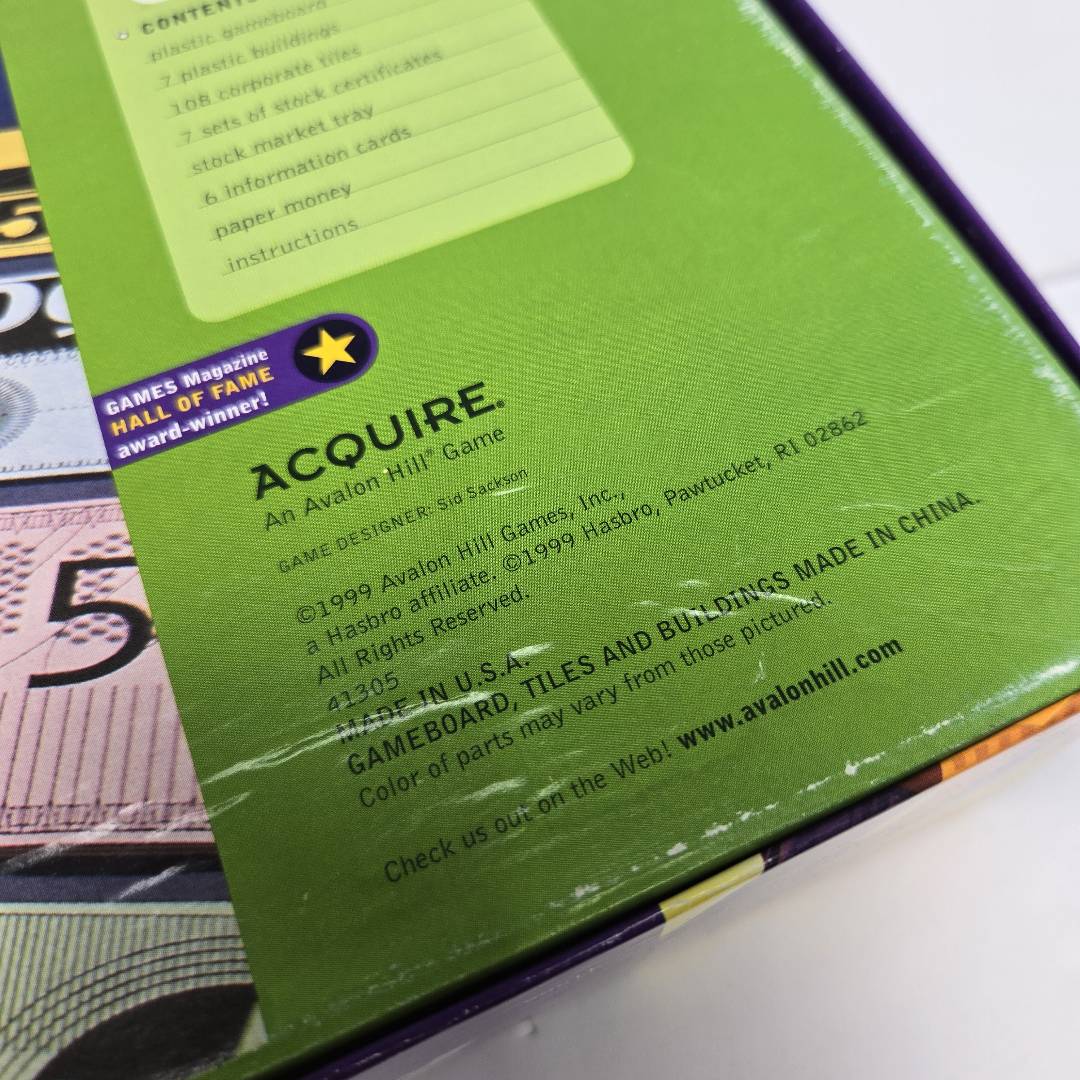 CONTENTS
plastic gameboard
7 plastic buildings
108 corporate tiles
7 sets of stock certificates
stock market tray
6 information cards
paper money
instructions
GAMES Magazine
HALL OF FAME
award-winner!
ACQUIRE®
An Avalon Hill® Game
GAME DESIGNER: Sid Sackson
©1999 Avalon Hill Games, Inc.,
a Hasbro affiliate. ©1999 Hasbro, Pawtucket, RI 02862
All Rights Reserved.
41305
MADE IN U.S.A.
GAMEBOARD, TILES AND BUILDINGS MADE IN CHINA.
Color of parts may vary from those pictured.
Check us out on the Web! www.avalonhill.com
5
5